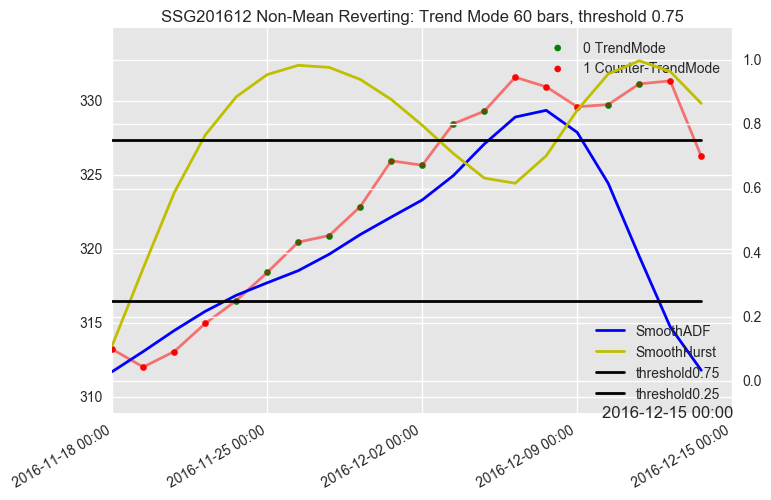 SSG201612 Non-Mean Reverting: Trend Mode 60 bars, threshold 0.75
0 TrendMode
1 Counter-TrendMode
330
325
320
315
310
1.0
0.8
0.6
0.4
0.2
0.0
SmoothADF
SmoothHurst
threshold0.75
threshold0.25
2016-12-15 00:00
2016-11-18 00:00
2016-11-25 00:00
2016-12-02 00:00
2016-12-09 00:00
2016-12-15 00:00